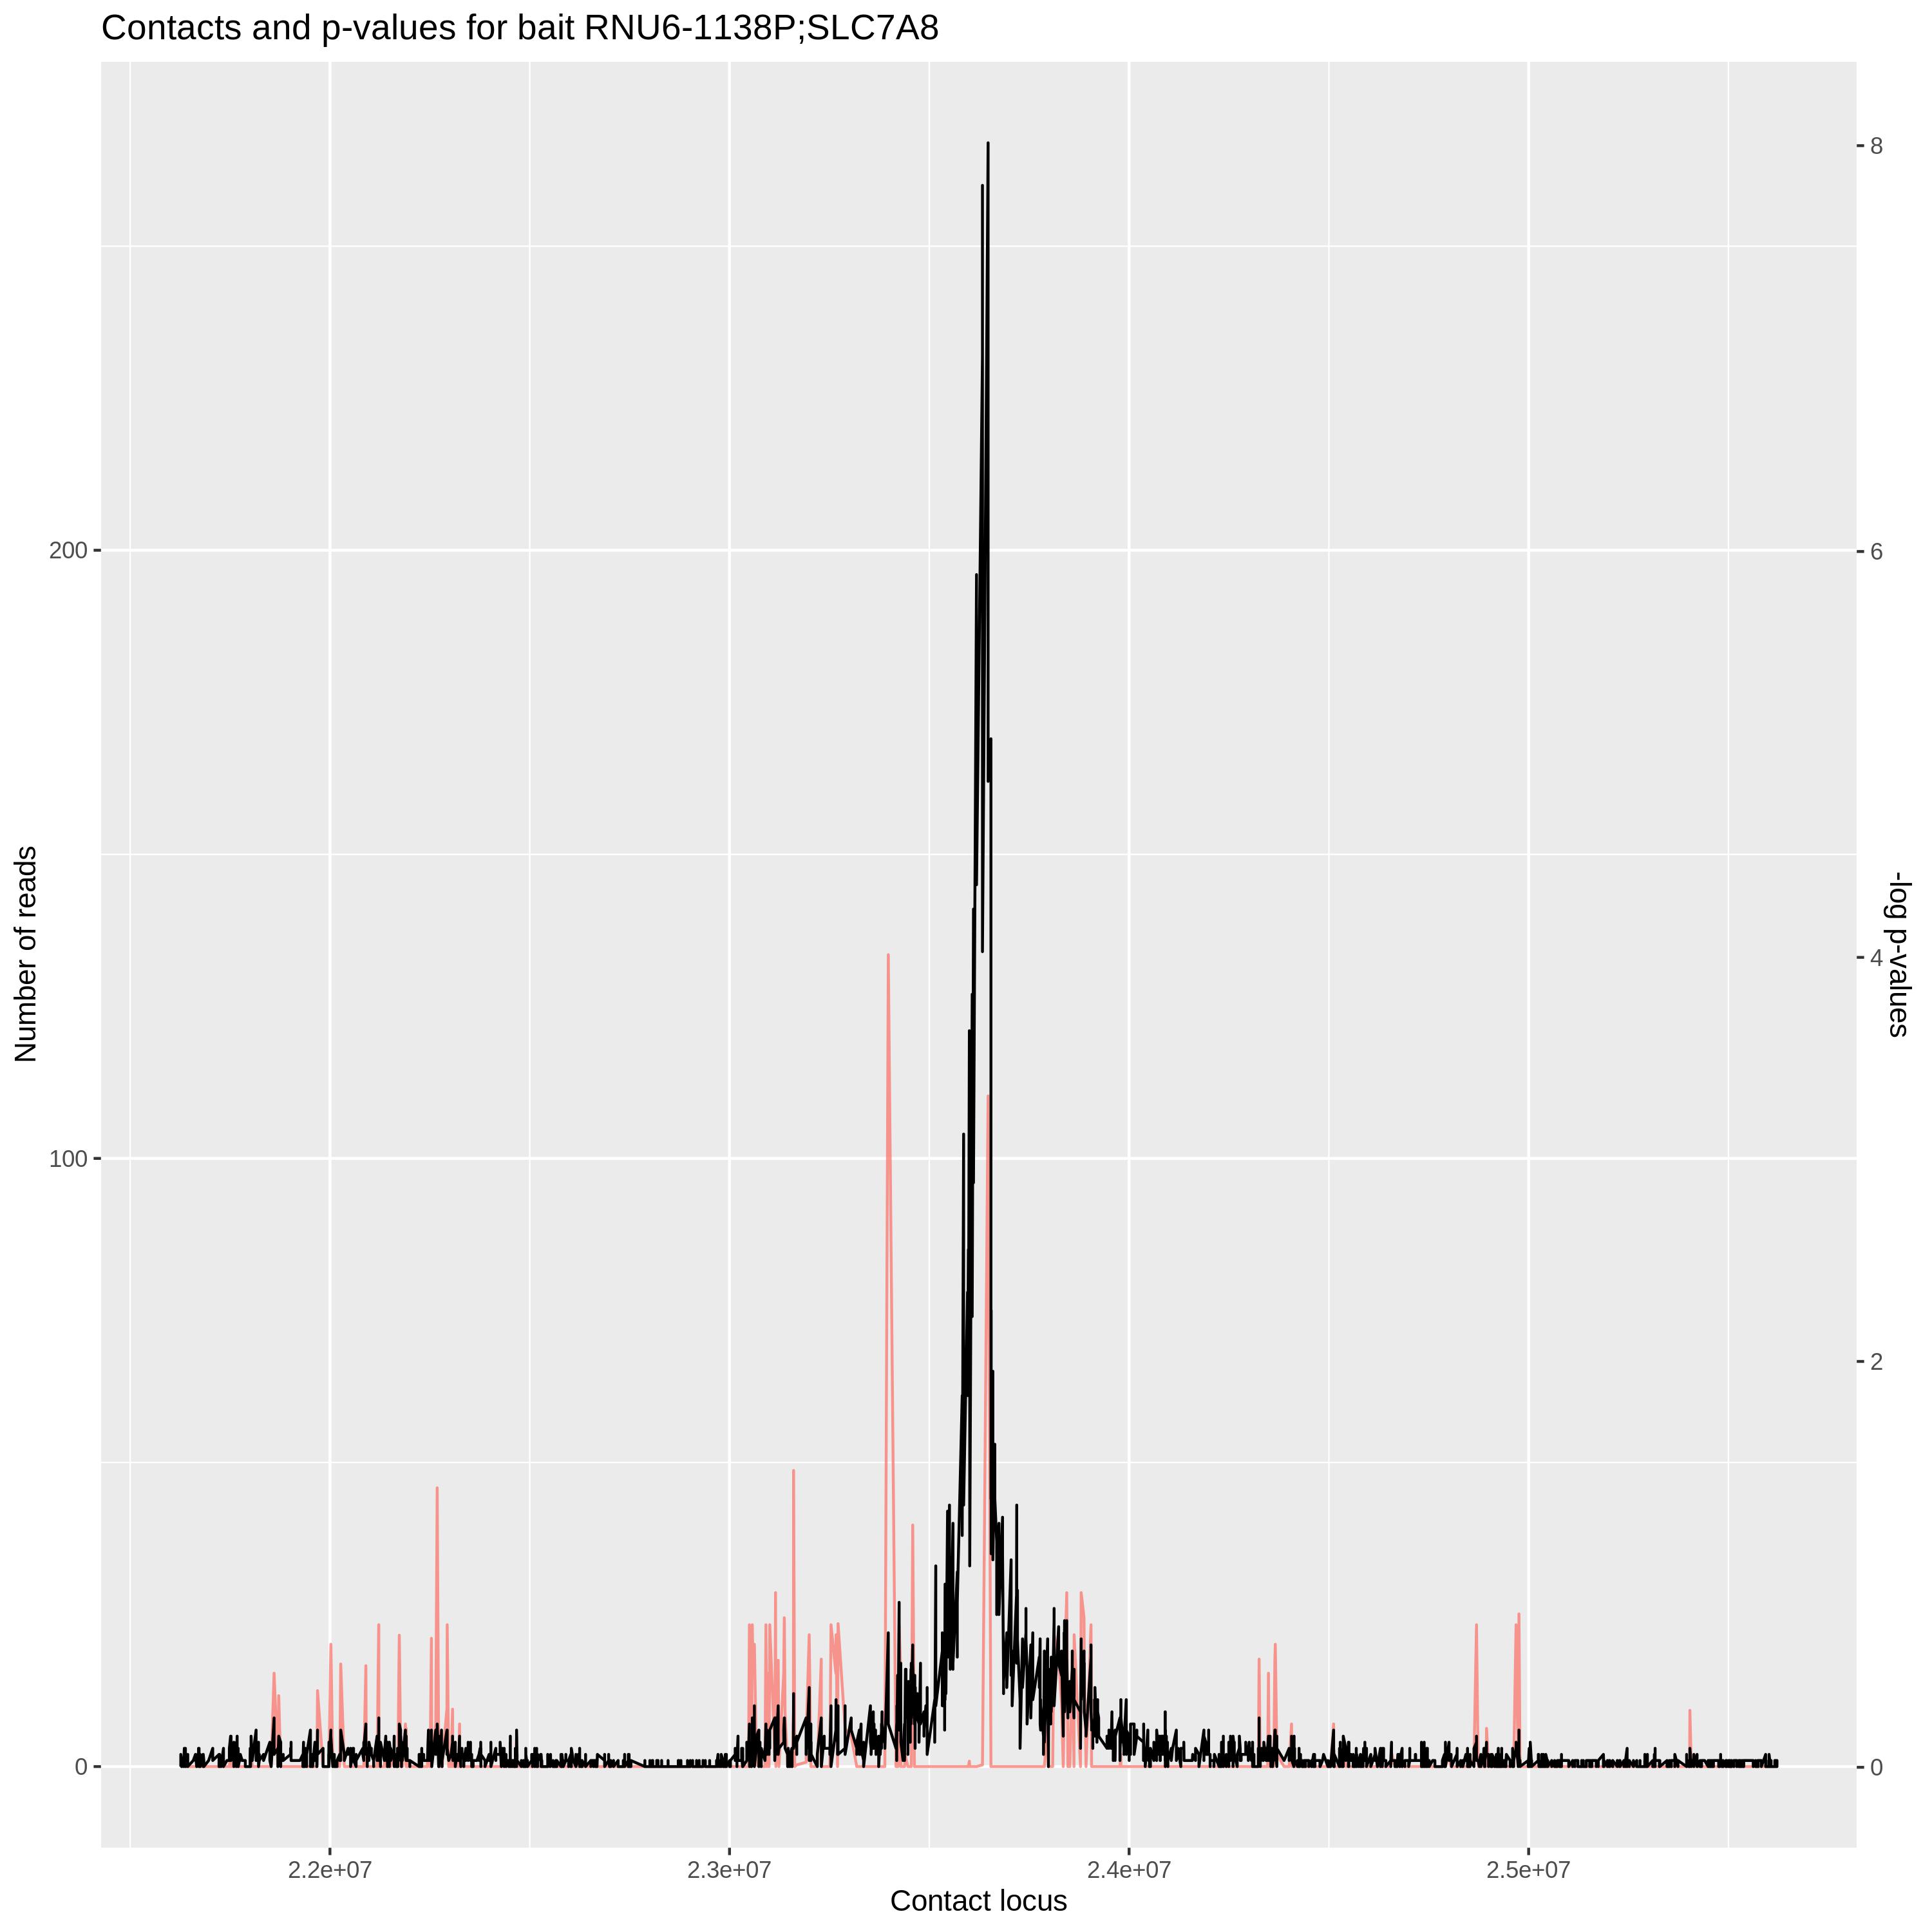 Contacts and p-values for bait RNU6-1138P;SLC7A8
Number of reads
200
100
0
8
6
4
2
0
-log p-values
2.2e+07
2.3e+07
2.4e+07
2.5e+07
Contact locus